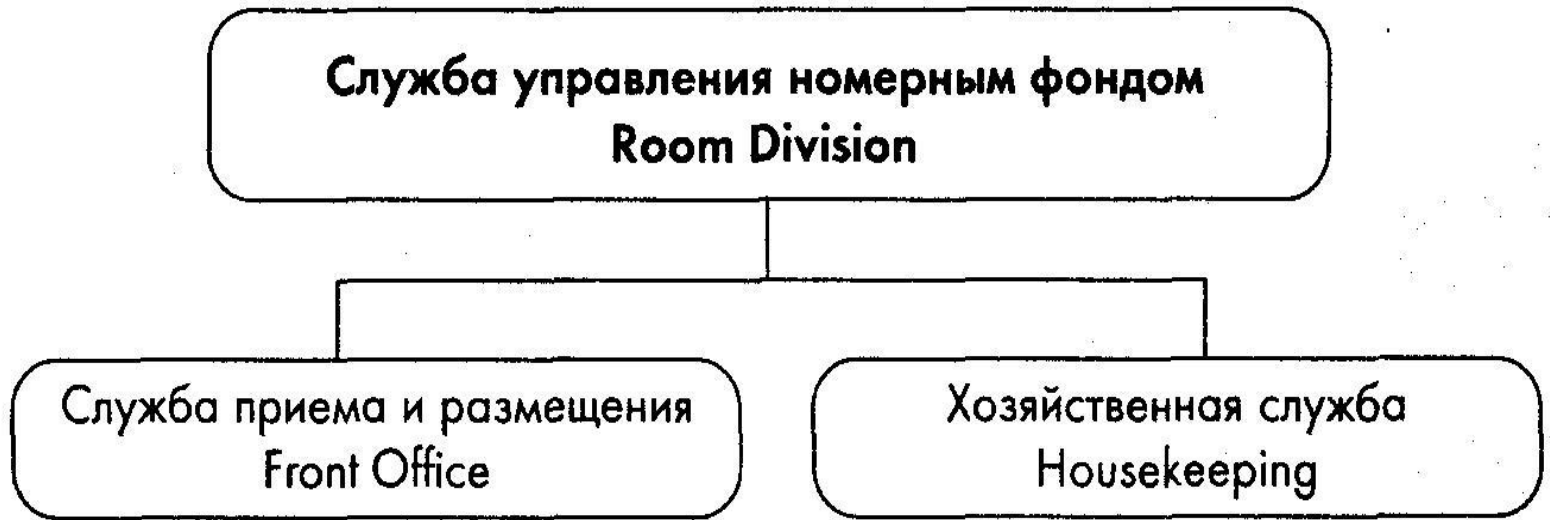 Служба управления номерным фондом
Room Division
Служба приема и размещения
Front Office
Хозяйственная служба
Housekeeping